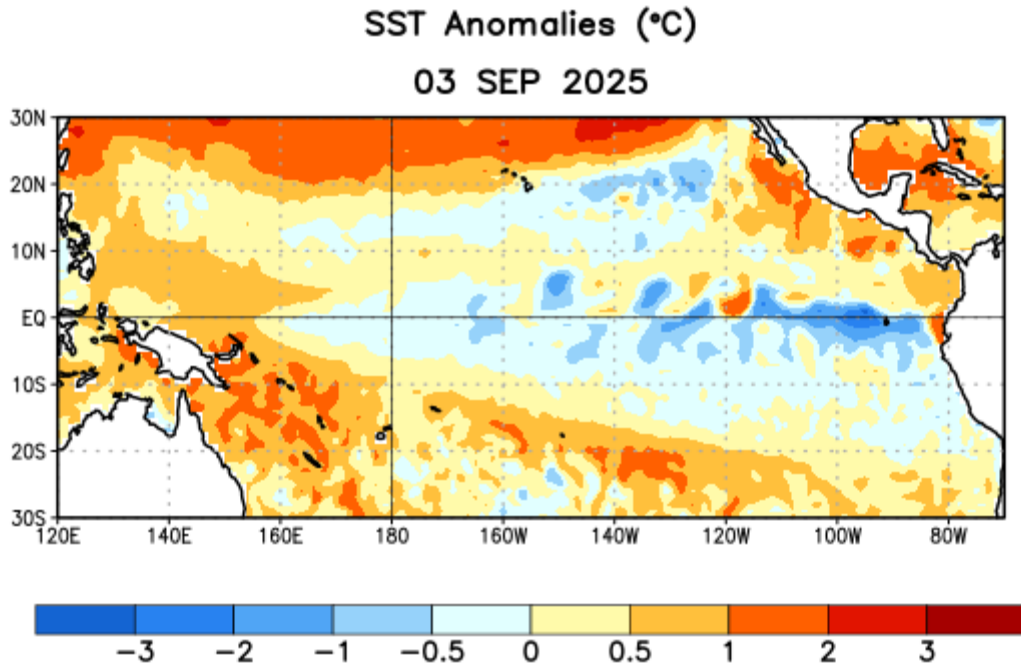 SST Anomalies (°C)
03 SEP 2025
30N
20N
10N
EQ
10S
20S
30S
120E 140E 160E 180 160W 140W 120W 100W 80W
-3 -2 -1 -0.5 0 0.5 1 2 3